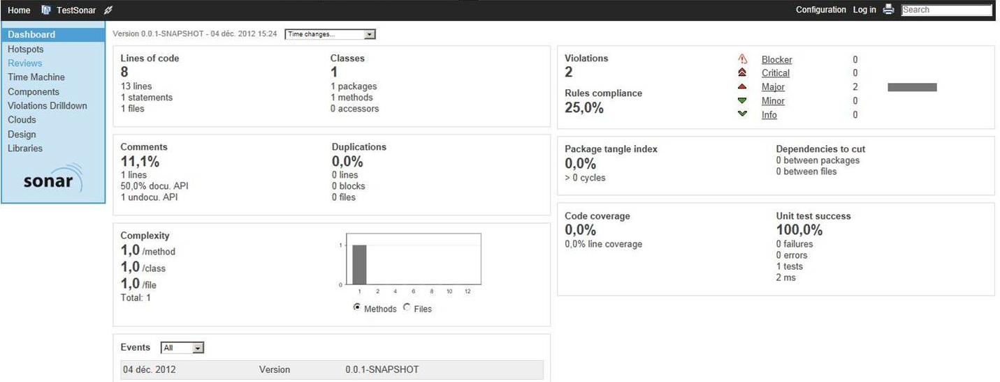 Home TestSonar Configuration Log in Search
Dashboard
Hotspots
Reviews
Time Machine
Components
Violations Drilldown
Clouds
Design
Libraries
sonar
Version 0.0.1-SNAPSHOT - 04 déc. 2012 15:24 Time changes...
Lines of code
8
13 lines
1 statements
1 files
Classes
1
1 packages
1 methods
0 accessors
Comments
11,1%
1 lines
50,0% docu. API
1 undocu. API
Duplications
0,0%
0 lines
0 blocks
0 files
Complexity
1,0 /method
1,0 /class
1,0 /file
Total: 1
1
0
1 2 4 6 8 10 12
Methods Files
Events All
04 déc. 2012 Version 0.0.1-SNAPSHOT
Violations
2
Rules compliance
25,0%
Blocker 0
Critical 0
Major 2
Minor 0
Info 0
Package tangle index
0,0%
> 0 cycles
Dependencies to cut
0 between packages
0 between files
Code coverage
0,0%
0,0% line coverage
Unit test success
100,0%
0 failures
0 errors
1 tests
2 ms